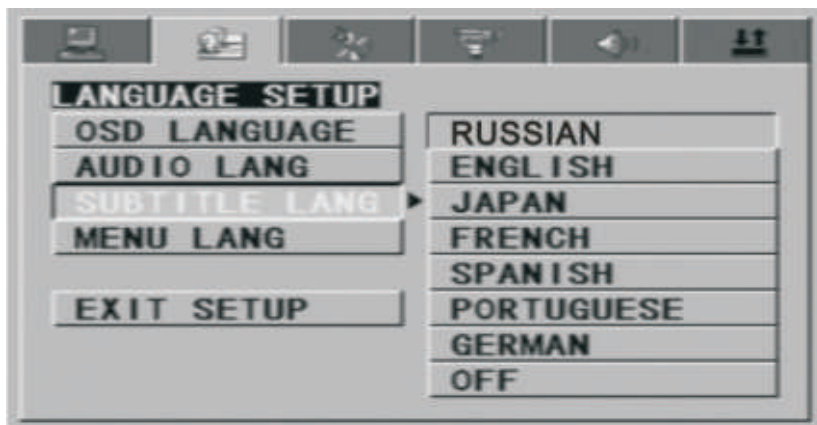 LANGUAGE SETUP
OSD LANGUAGE
AUDIO LANG
SUBTITLE LANG
MENU LANG
EXIT SETUP
RUSSIAN
ENGLISH
JAPAN
FRENCH
SPANISH
PORTUGUESE
GERMAN
OFF